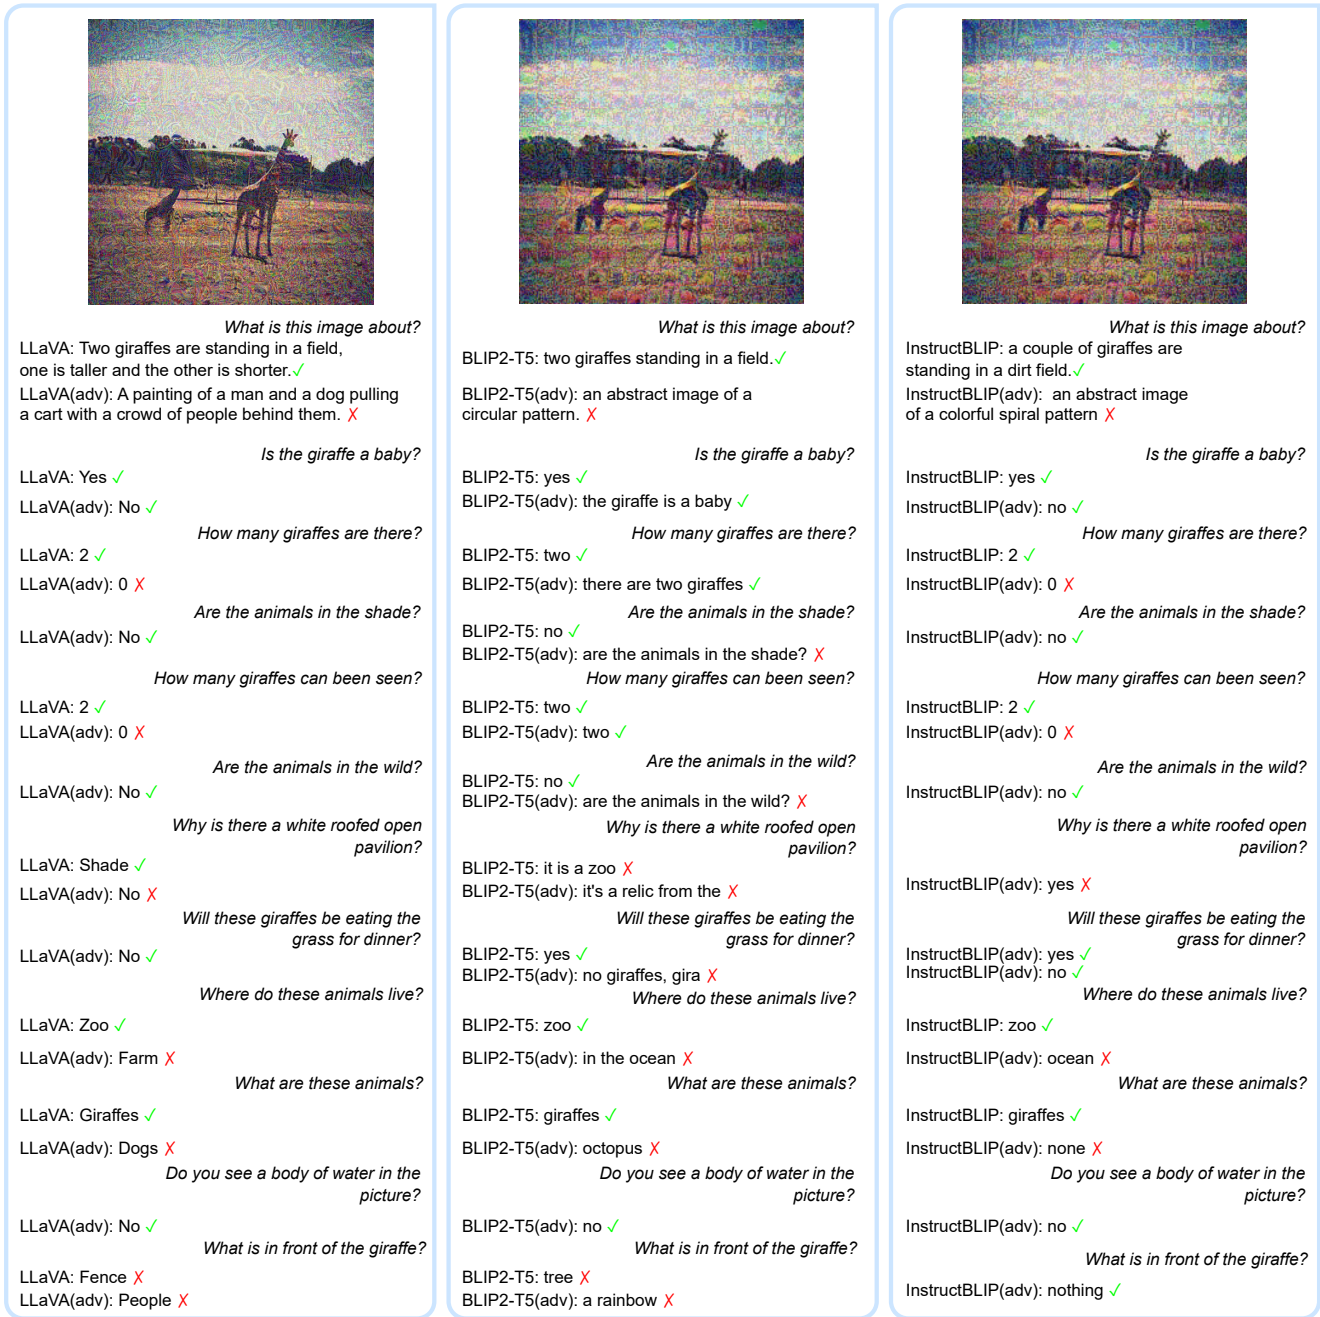 What is this image about?
LLaVA: Two giraffes are standing in a field,
one is taller and the other is shorter.✓
LLaVA(adv): A painting of a man and a dog pulling
a cart with a crowd of people behind them. ✗
Is the giraffe a baby?
LLaVA: Yes ✓
LLaVA(adv): No ✓
How many giraffes are there?
LLaVA: 2 ✓
LLaVA(adv): 0 ✗
Are the animals in the shade?
LLaVA(adv): No ✓
How many giraffes can been seen?
LLaVA: 2 ✓
LLaVA(adv): 0 ✗
Are the animals in the wild?
LLaVA(adv): No ✓
Why is there a white roofed open
pavilion?
LLaVA: Shade ✓
LLaVA(adv): No ✗
Will these giraffes be eating the
grass for dinner?
LLaVA(adv): No ✓
Where do these animals live?
LLaVA: Zoo ✓
LLaVA(adv): Farm ✗
What are these animals?
LLaVA: Giraffes ✓
LLaVA(adv): Dogs ✗
Do you see a body of water in the
picture?
LLaVA(adv): No ✓
What is in front of the giraffe?
LLaVA: Fence ✗
LLaVA(adv): People ✗
What is this image about?
BLIP2-T5: two giraffes standing in a field.✓
BLIP2-T5(adv): an abstract image of a
circular pattern. ✗
Is the giraffe a baby?
BLIP2-T5: yes ✓
BLIP2-T5(adv): the giraffe is a baby ✓
How many giraffes are there?
BLIP2-T5: two ✓
BLIP2-T5(adv): there are two giraffes ✓
Are the animals in the shade?
BLIP2-T5: no ✓
BLIP2-T5(adv): are the animals in the shade? ✗
How many giraffes can been seen?
BLIP2-T5: two ✓
BLIP2-T5(adv): two ✓
Are the animals in the wild?
BLIP2-T5: no ✓
BLIP2-T5(adv): are the animals in the wild? ✗
Why is there a white roofed open
pavilion?
BLIP2-T5: it is a zoo ✗
BLIP2-T5(adv): it's a relic from the ✗
Will these giraffes be eating the
grass for dinner?
BLIP2-T5: yes ✓
BLIP2-T5(adv): no giraffes, gira ✗
Where do these animals live?
BLIP2-T5: zoo ✓
BLIP2-T5(adv): in the ocean ✗
What are these animals?
BLIP2-T5: giraffes ✓
BLIP2-T5(adv): octopus ✗
Do you see a body of water in the
picture?
BLIP2-T5(adv): no ✓
What is in front of the giraffe?
BLIP2-T5: tree ✗
BLIP2-T5(adv): a rainbow ✗
What is this image about?
InstructBLIP: a couple of giraffes are
standing in a dirt field.✓
InstructBLIP(adv): an abstract image
of a colorful spiral pattern ✗
Is the giraffe a baby?
InstructBLIP: yes ✓
InstructBLIP(adv): no ✓
How many giraffes are there?
InstructBLIP: 2 ✓
InstructBLIP(adv): 0 ✗
Are the animals in the shade?
InstructBLIP(adv): no ✓
How many giraffes can been seen?
InstructBLIP: 2 ✓
InstructBLIP(adv): 0 ✗
Are the animals in the wild?
InstructBLIP(adv): no ✓
Why is there a white roofed open
pavilion?
InstructBLIP(adv): yes ✗
Will these giraffes be eating the
grass for dinner?
InstructBLIP(adv): yes ✓
InstructBLIP(adv): no ✓
Where do these animals live?
InstructBLIP: zoo ✓
InstructBLIP(adv): ocean ✗
What are these animals?
InstructBLIP: giraffes ✓
InstructBLIP(adv): none ✗
Do you see a body of water in the
picture?
InstructBLIP(adv): no ✓
What is in front of the giraffe?
InstructBLIP(adv): nothing ✓